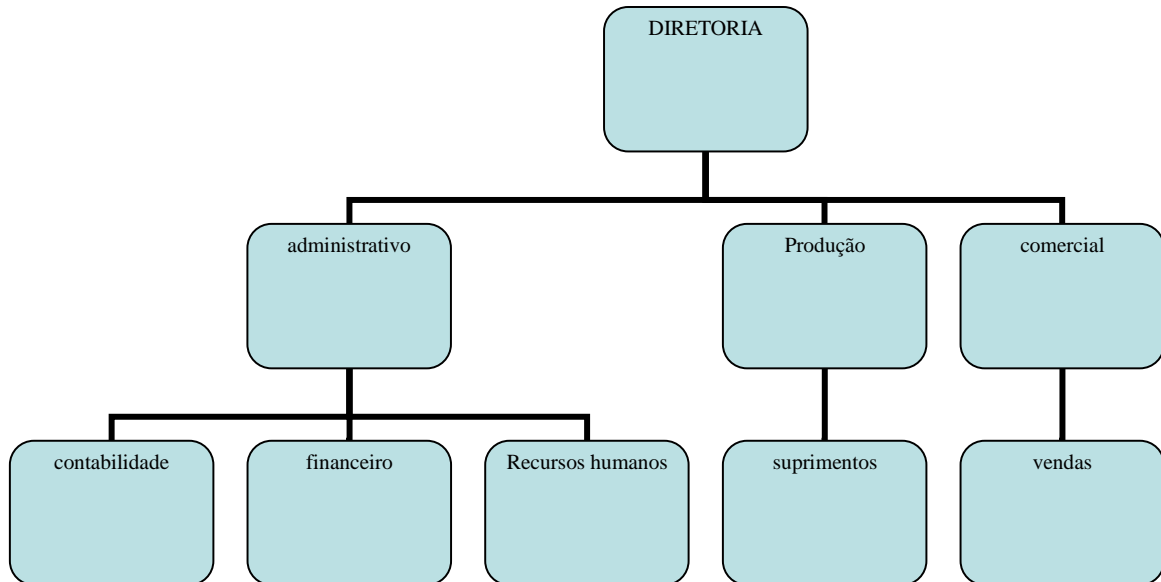 DIRETORIA
administrativo
Produção
comercial
contabilidade
financeiro
Recursos humanos
suprimentos
vendas